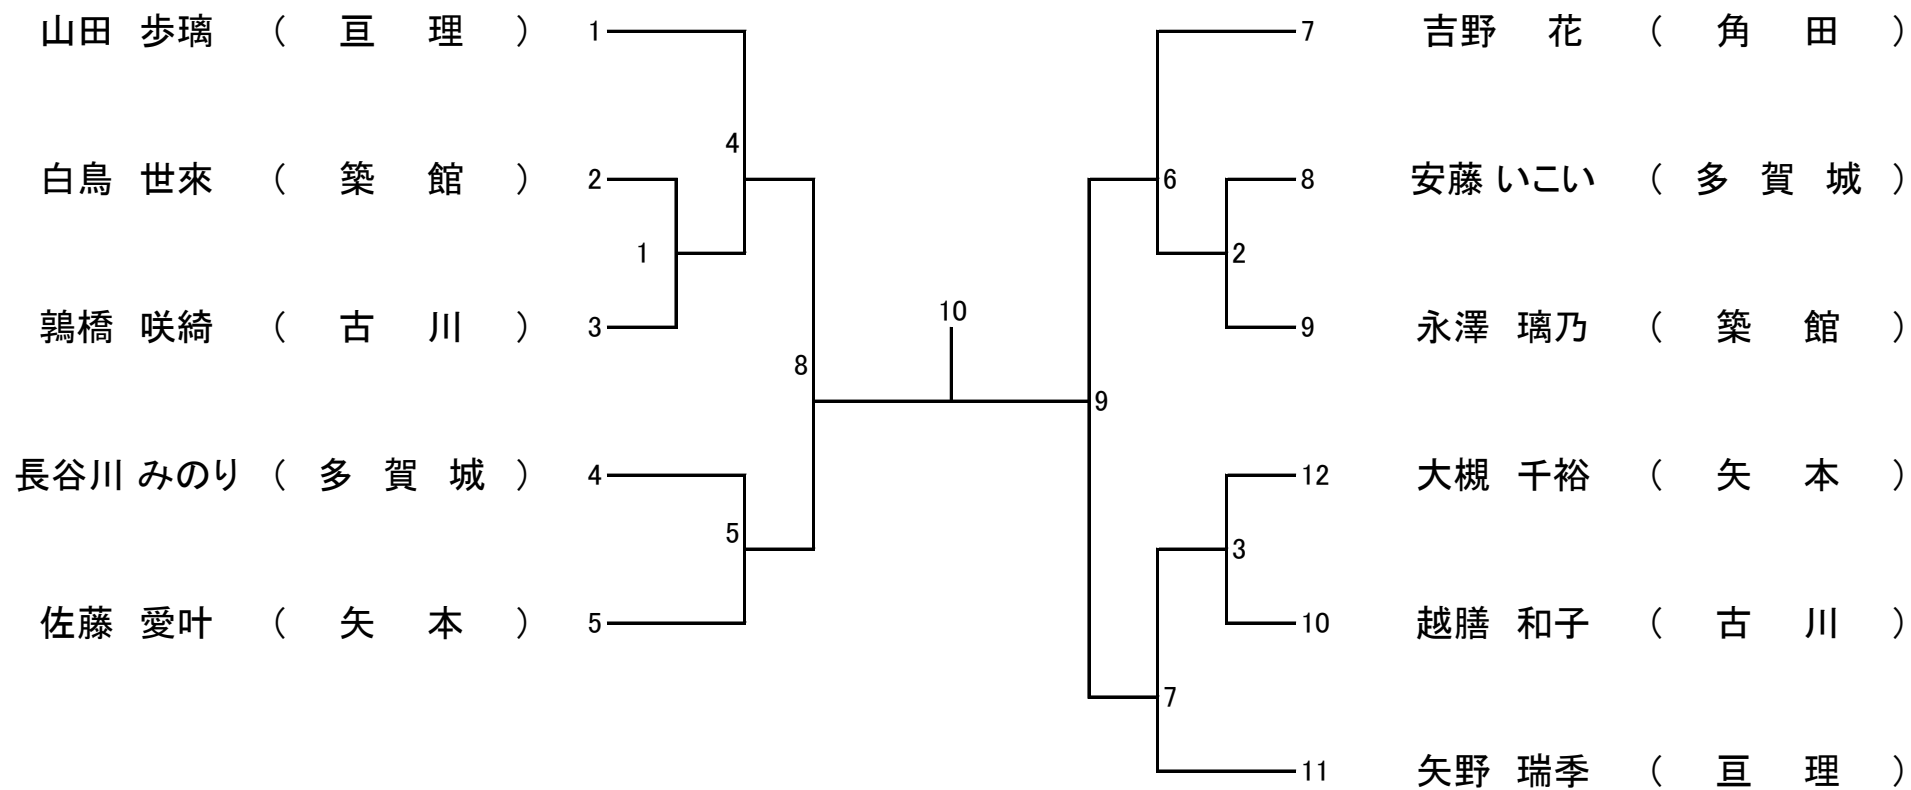 山田 歩璃 （ 亘 理 ） 1 7 吉野 花 （ 角 田 ）
4
白鳥 世來 （ 築 館 ） 2 6 8 安藤 いこい （ 多 賀 城 ）
1 2
鶉橋 咲綺 （ 古 川 ） 3 10 9 永澤 璃乃 （ 築 館 ）
8 9
長谷川 みのり （ 多 賀 城 ） 4 12 大槻 千裕 （ 矢 本 ）
5 3
佐藤 愛叶 （ 矢 本 ） 5 10 越膳 和子 （ 古 川 ）
7
11 矢野 瑞季 （ 亘 理 ）